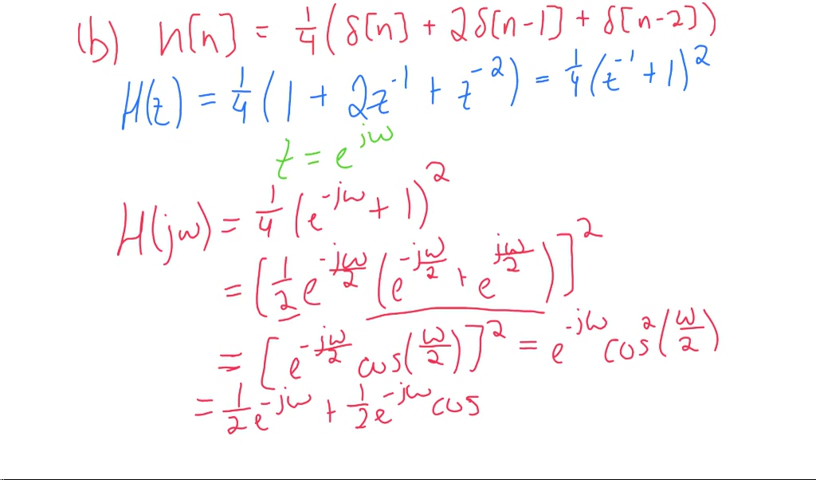 (b) h[n] = 1/4 (δ[n] + 2δ[n-1] + δ[n-2])
H(z) = 1/4 (1 + 2z^-1 + z^-2) = 1/4 (z^-1 + 1)^2
z = e^jω
H(jω) = 1/4 (e^-jω + 1)^2
= [1/2 e^-jω/2 (e^-jω/2 + e^jω/2)]^2
= [e^-jω/2 cos(ω/2)]^2 = e^-jω cos^2(ω/2)
= 1/2 e^-jω + 1/2 e^-jω cos